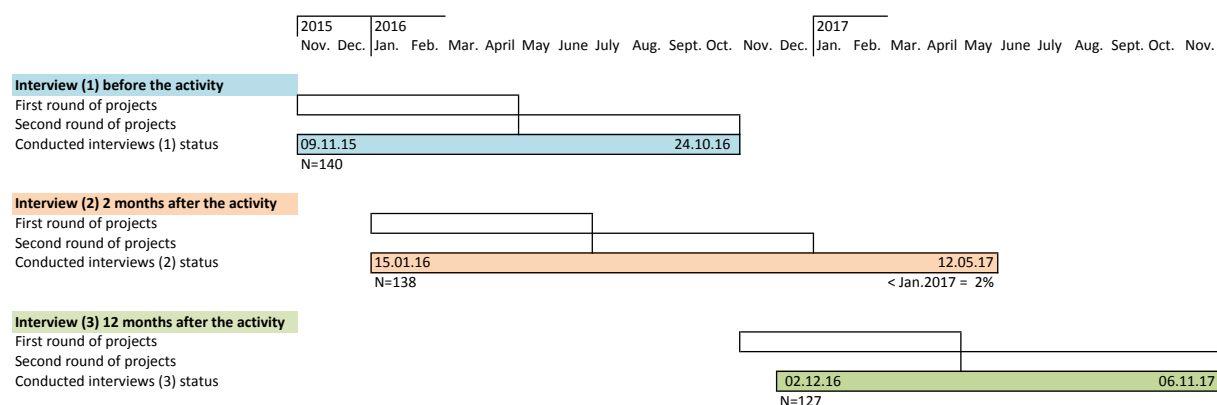 2015 2016 2017
Nov. Dec. Jan. Feb. Mar. April May June July Aug. Sept. Oct. Nov. Dec. Jan. Feb. Mar. April May June July Aug. Sept. Oct. Nov.
Interview (1) before the activity
First round of projects
Second round of projects
Conducted interviews (1) status 09.11.15 24.10.16
N=140
Interview (2) 2 months after the activity
First round of projects
Second round of projects
Conducted interviews (2) status 15.01.16 12.05.17
N=138 < Jan.2017 = 2%
Interview (3) 12 months after the activity
First round of projects
Second round of projects
Conducted interviews (3) status 02.12.16 06.11.17
N=127